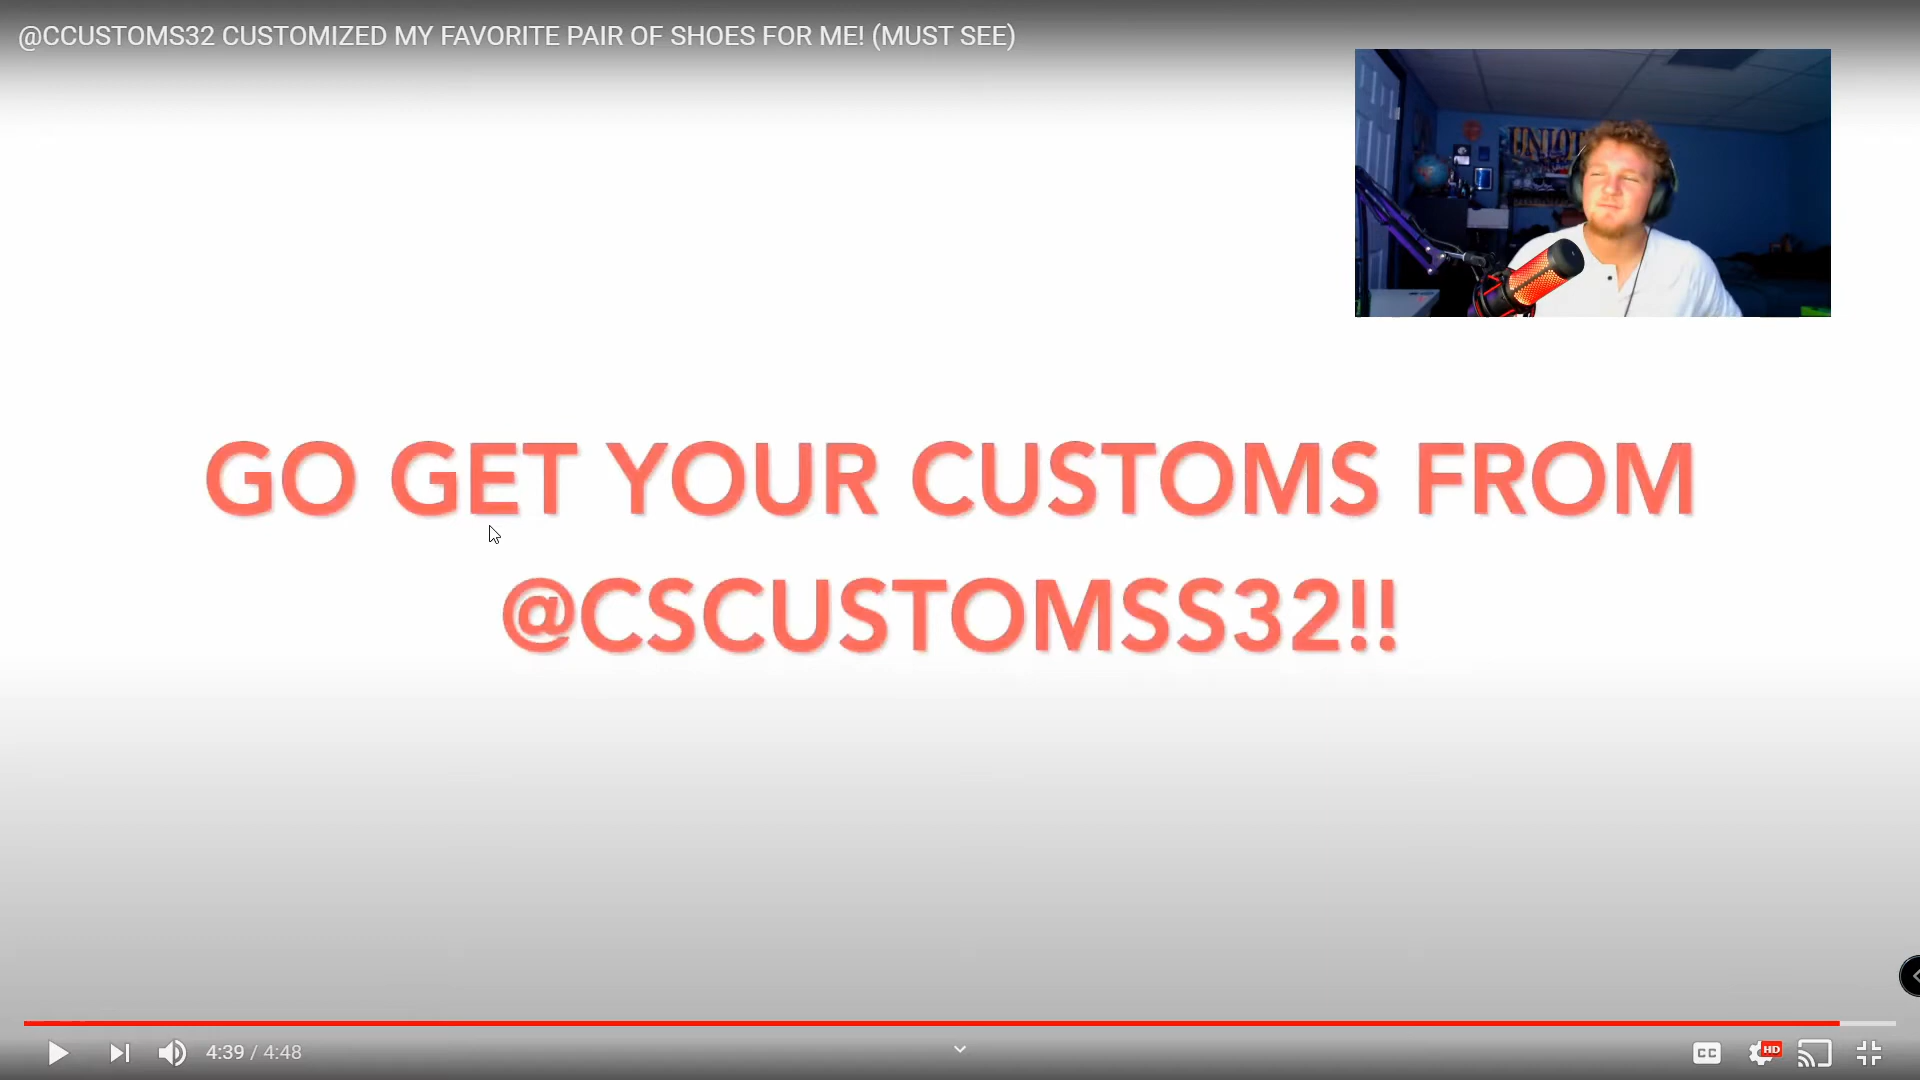 @CCUSTOMS32 CUSTOMIZED MY FAVORITE PAIR OF SHOES FOR ME! (MUST SEE)
GO GET YOUR CUSTOMS FROM
@CSCUSTOMSS32!!
4:39 / 4:48
CC
HD